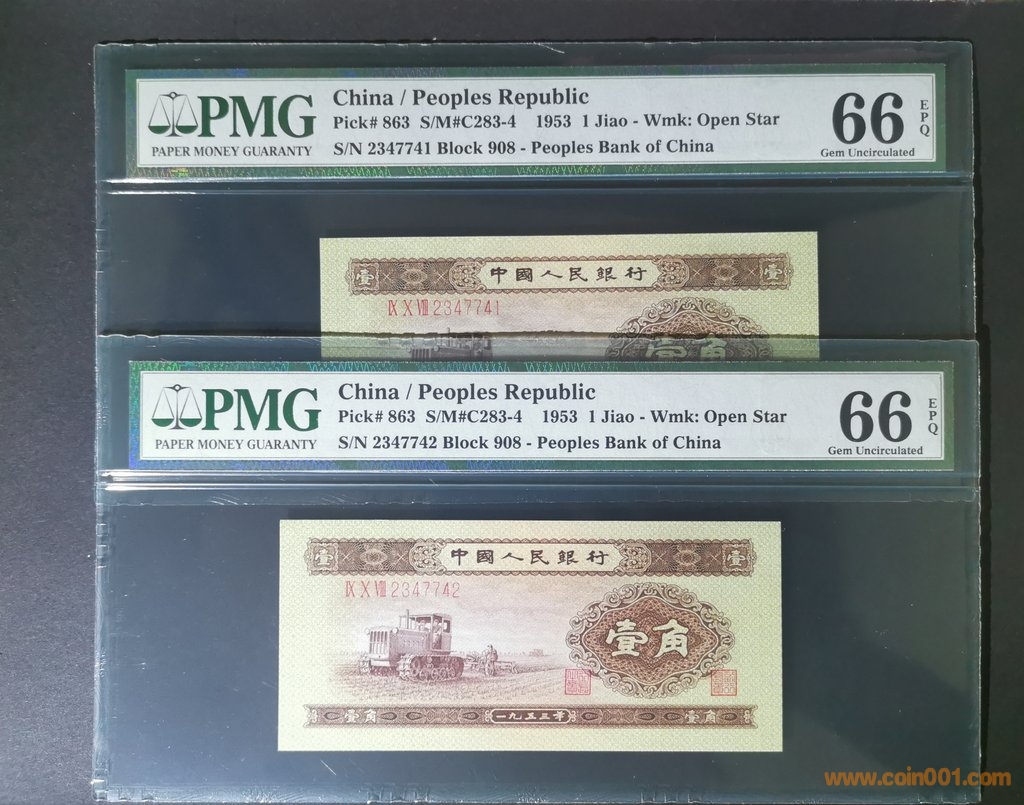 PMG
PAPER MONEY GUARANTY
China / Peoples Republic
Pick# 863 S/M#C283-4 1953 1 Jiao - Wmk: Open Star
S/N 2347741 Block 908 - Peoples Bank of China
66
EPQ
Gem Uncirculated
壹 中國人民銀行 壹
IX X VIII 2347741
壹角
PMG
PAPER MONEY GUARANTY
China / Peoples Republic
Pick# 863 S/M#C283-4 1953 1 Jiao - Wmk: Open Star
S/N 2347742 Block 908 - Peoples Bank of China
66
EPQ
Gem Uncirculated
壹 中國人民銀行 壹
IX X VIII 2347742
壹角
壹角 一九五三年 壹角
www.coin001.com